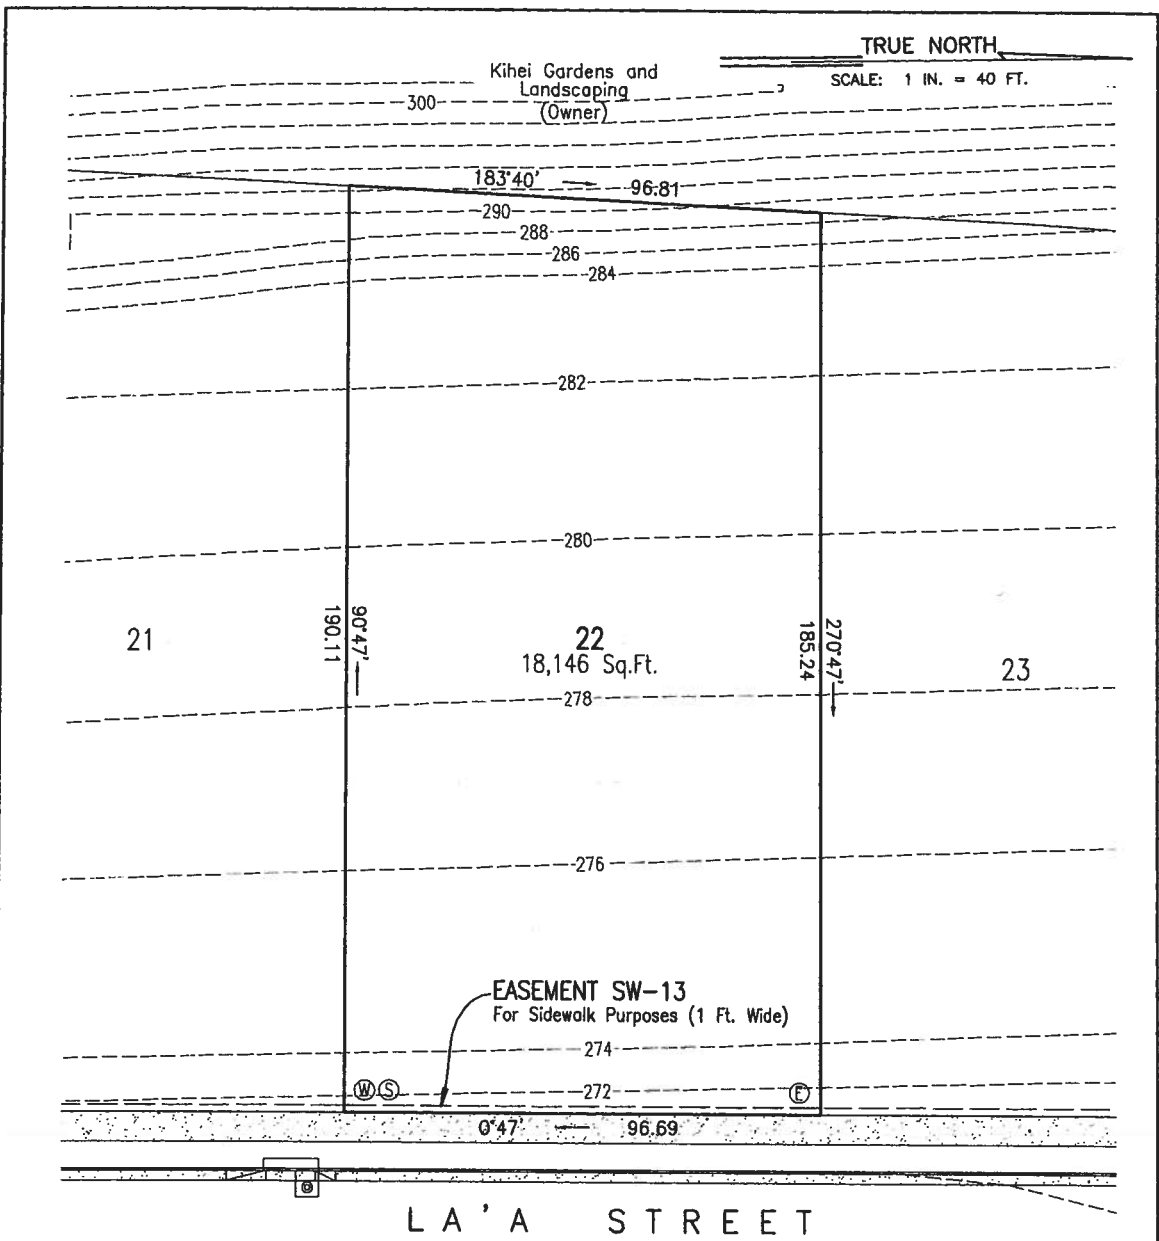 TRUE NORTH
SCALE: 1 IN. = 40 FT.
Kihei Gardens and
Landscaping
(Owner)
300
183°40'
96.81
290
288
286
284
282
280
190.11
90°47'
21
22
18,146 Sq.Ft.
185.24
270°47'
23
278
276
EASEMENT SW-13
For Sidewalk Purposes (1 Ft. Wide)
274
W S
272
E
0°47'
96.69
LA'A STREET